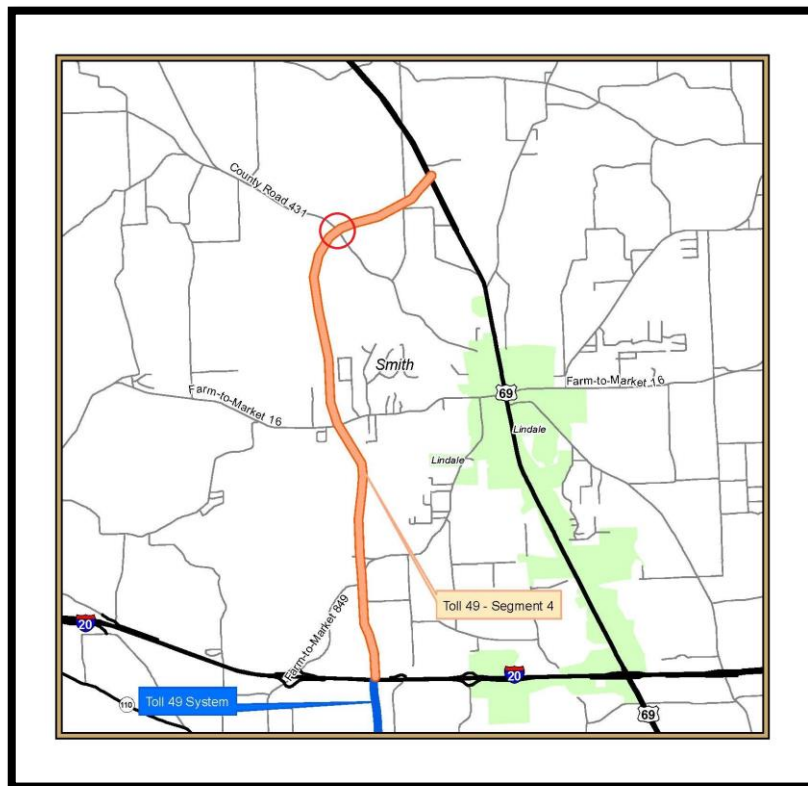 County Road 431
Smith
Farm-to-Market 16
69
Farm-to-Market 16
Lindale
Lindale
Toll 49 - Segment 4
Farm-to-Market 849
20
20
110
Toll 49 System
69